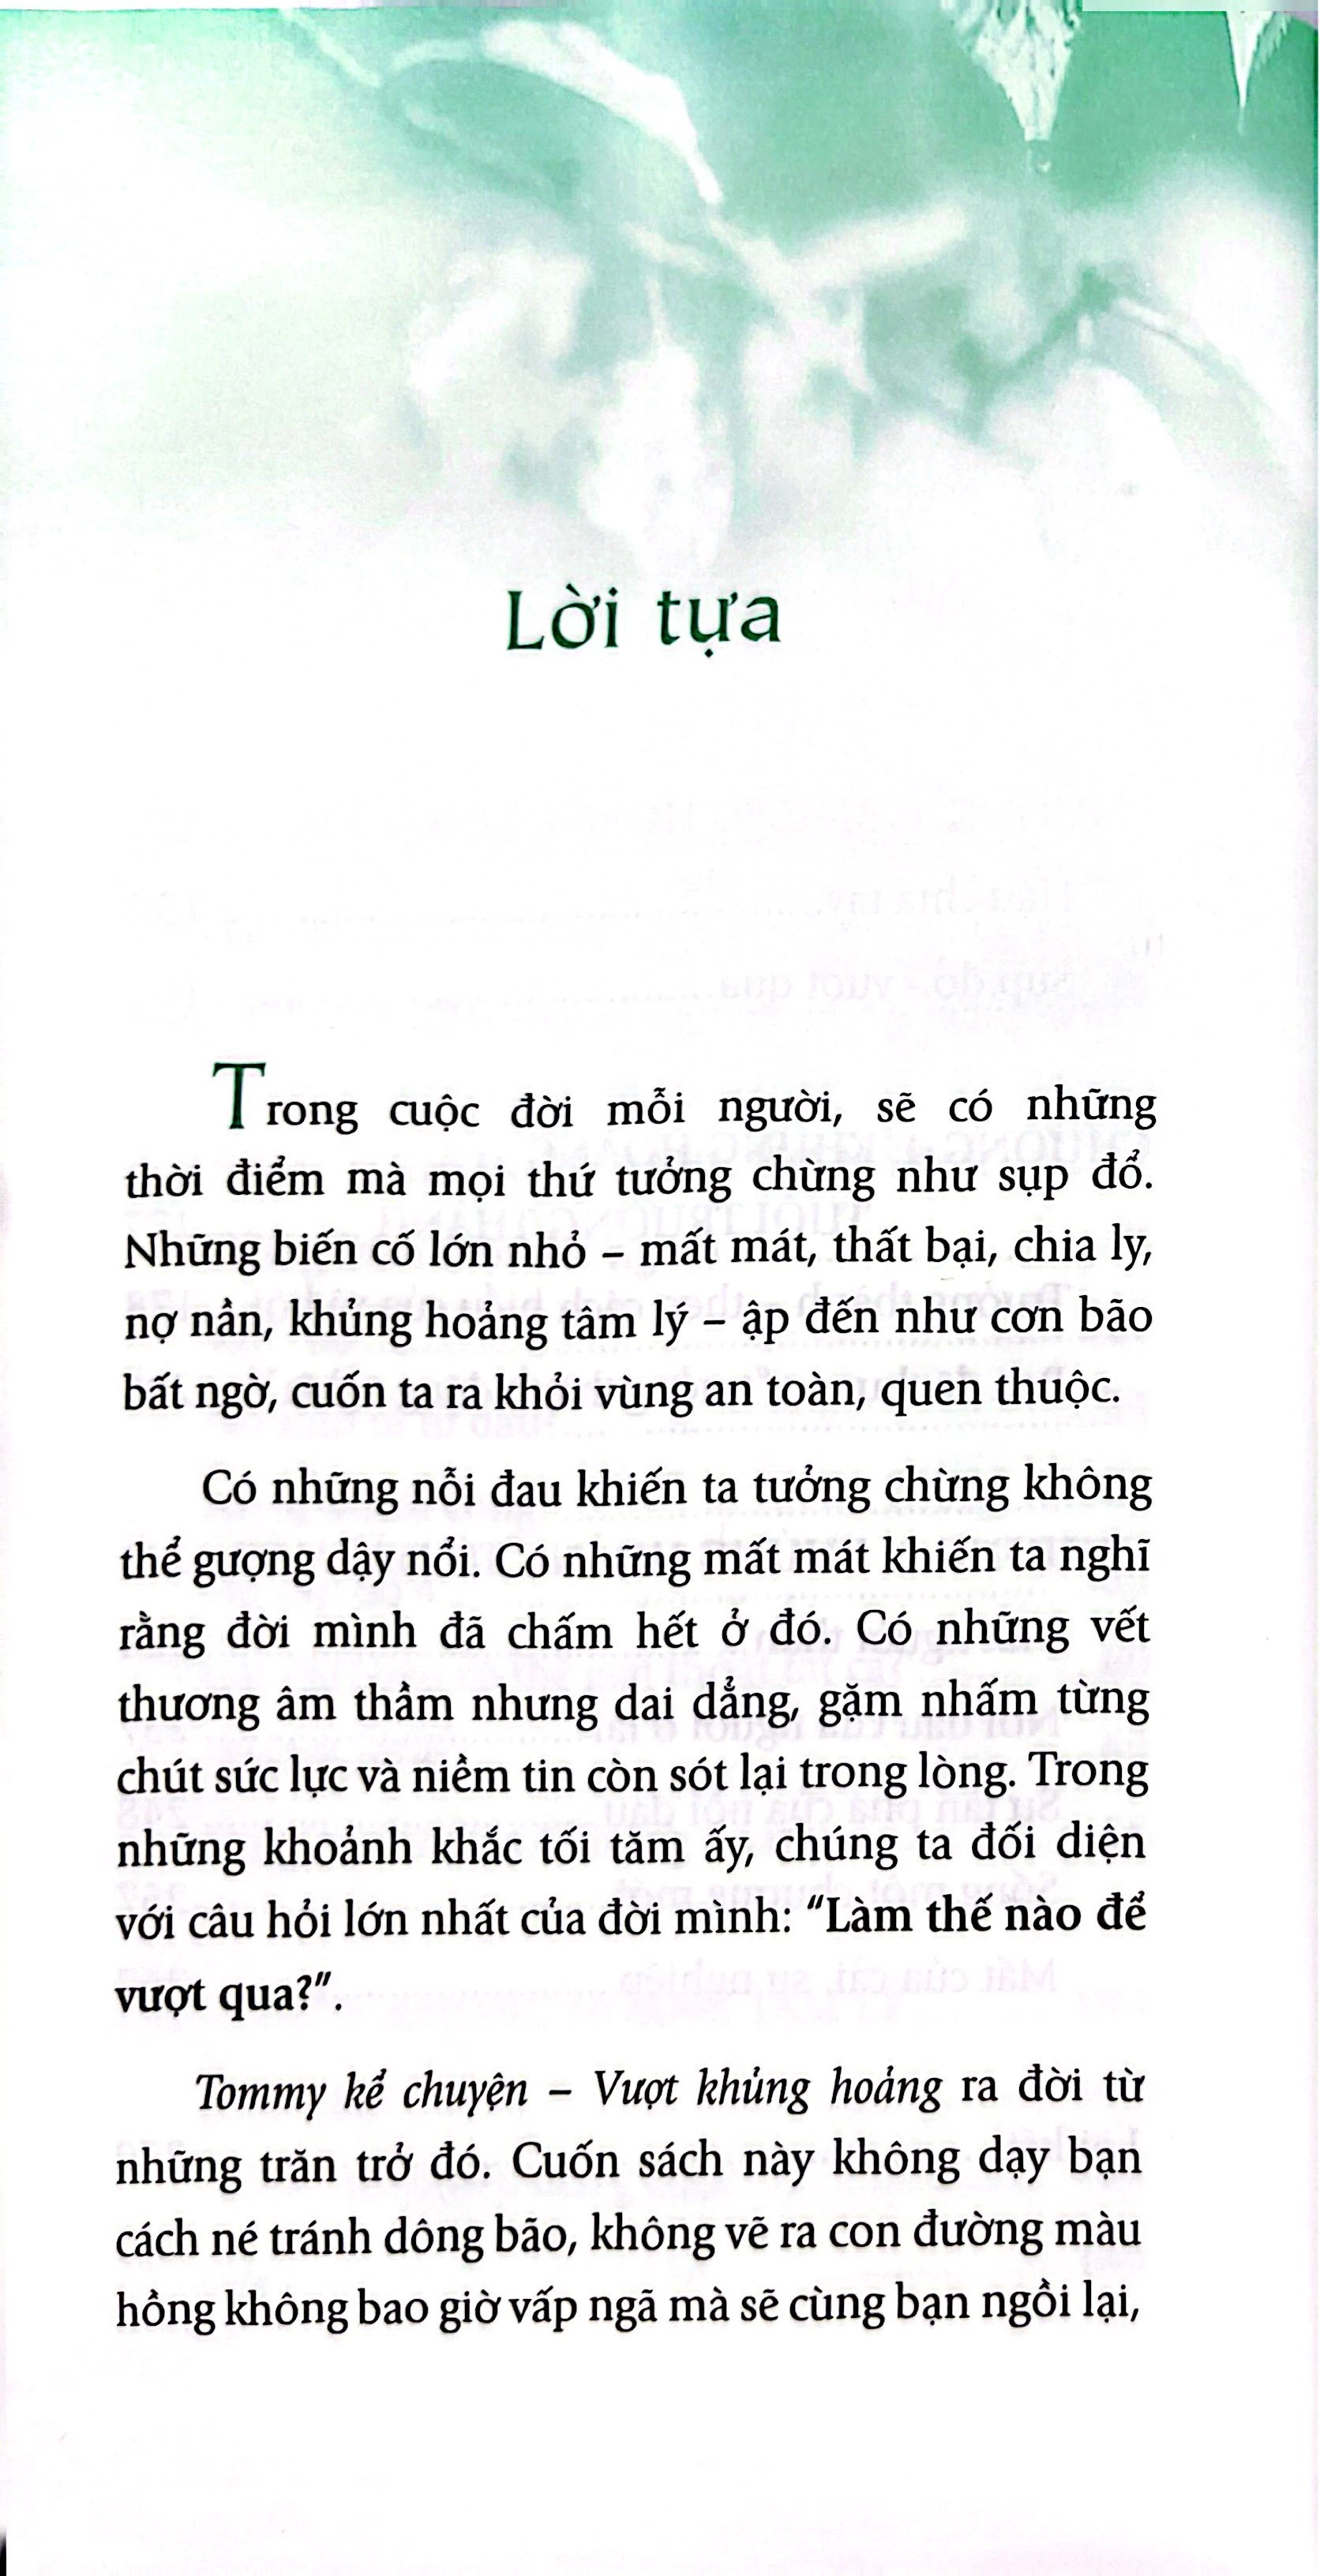 Lời tựa
Trong cuộc đời mỗi người, sẽ có những
thời điểm mà mọi thứ tưởng chừng như sụp đổ.
Những biến cố lớn nhỏ – mất mát, thất bại, chia ly,
nợ nần, khủng hoảng tâm lý – ập đến như cơn bão
bất ngờ, cuốn ta ra khỏi vùng an toàn, quen thuộc.
Có những nỗi đau khiến ta tưởng chừng không
thể gượng dậy nổi. Có những mất mát khiến ta nghĩ
rằng đời mình đã chấm hết ở đó. Có những vết
thương âm thầm nhưng dai dẳng, gặm nhấm từng
chút sức lực và niềm tin còn sót lại trong lòng. Trong
những khoảnh khắc tối tăm ấy, chúng ta đối diện
với câu hỏi lớn nhất của đời mình: “Làm thế nào để
vượt qua?”.
Tommy kể chuyện – Vượt khủng hoảng ra đời từ
những trăn trở đó. Cuốn sách này không dạy bạn
cách né tránh dông bão, không vẽ ra con đường màu
hồng không bao giờ vấp ngã mà sẽ cùng bạn ngồi lại,